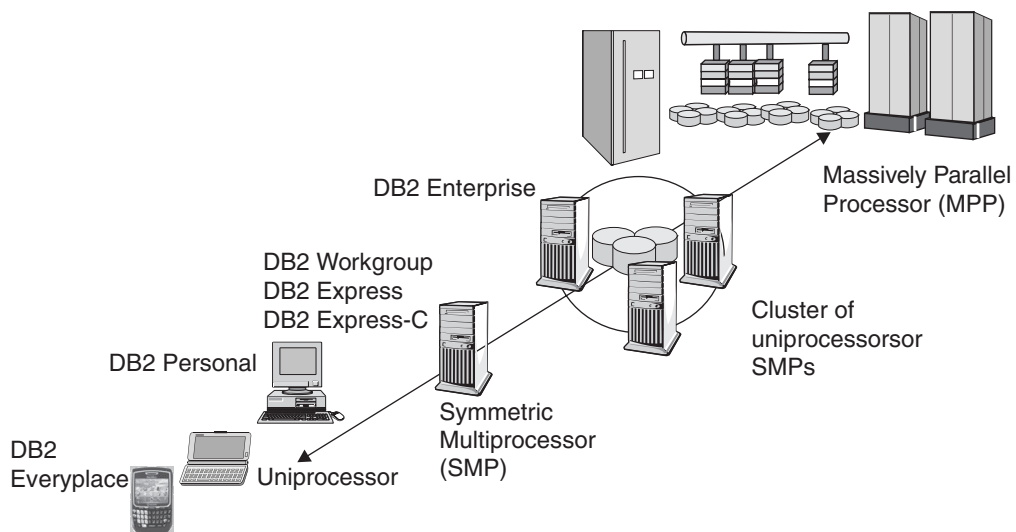 Massively Parallel
Processor (MPP)
DB2 Enterprise
DB2 Workgroup
DB2 Express
DB2 Express-C
Cluster of
uniprocessorsor
SMPs
DB2 Personal
Symmetric
Multiprocessor
(SMP)
DB2
Everyplace
Uniprocessor